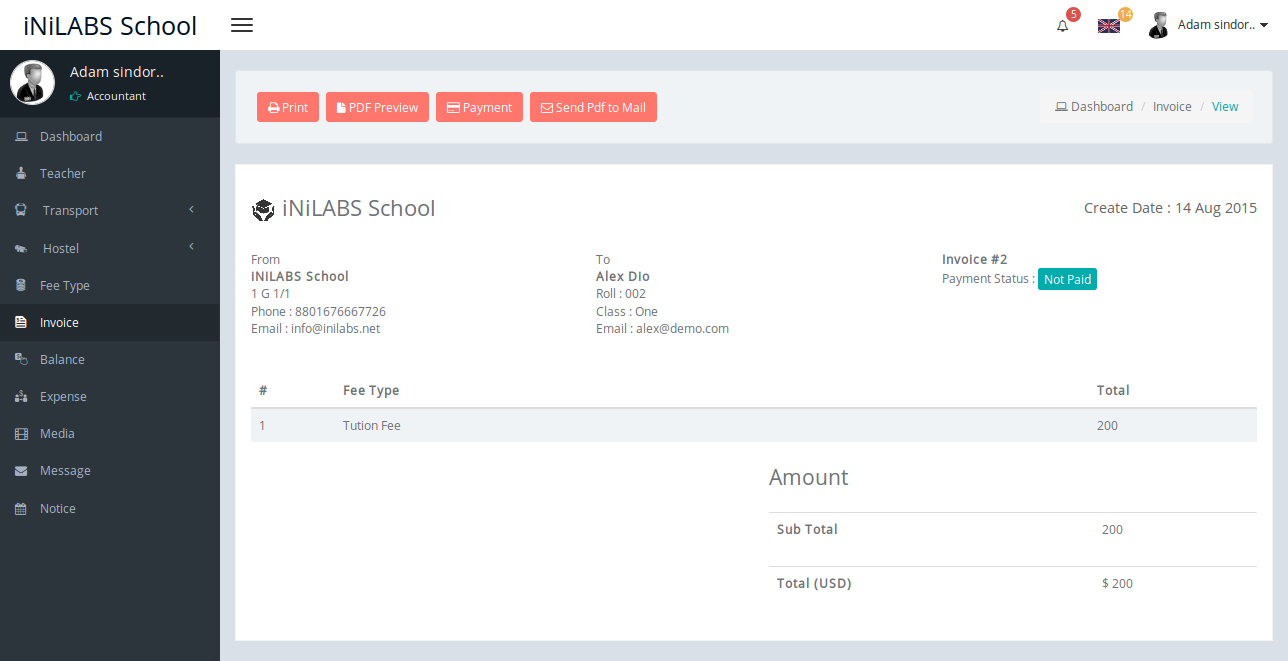 iNiLABS School
5
14
Adam sindor..
Adam sindor..
Accountant
Dashboard
Teacher
Transport
Hostel
Fee Type
Invoice
Balance
Expense
Media
Message
Notice
Print
PDF Preview
Payment
Send Pdf to Mail
Dashboard / Invoice / View
iNiLABS School
Create Date : 14 Aug 2015
From
INILABS School
1 G 1/1
Phone : 8801676667726
Email : info@inilabs.net
To
Alex Dio
Roll : 002
Class : One
Email : alex@demo.com
Invoice #2
Payment Status : Not Paid
# Fee Type Total
1 Tution Fee 200
Amount
Sub Total 200
Total (USD) $ 200